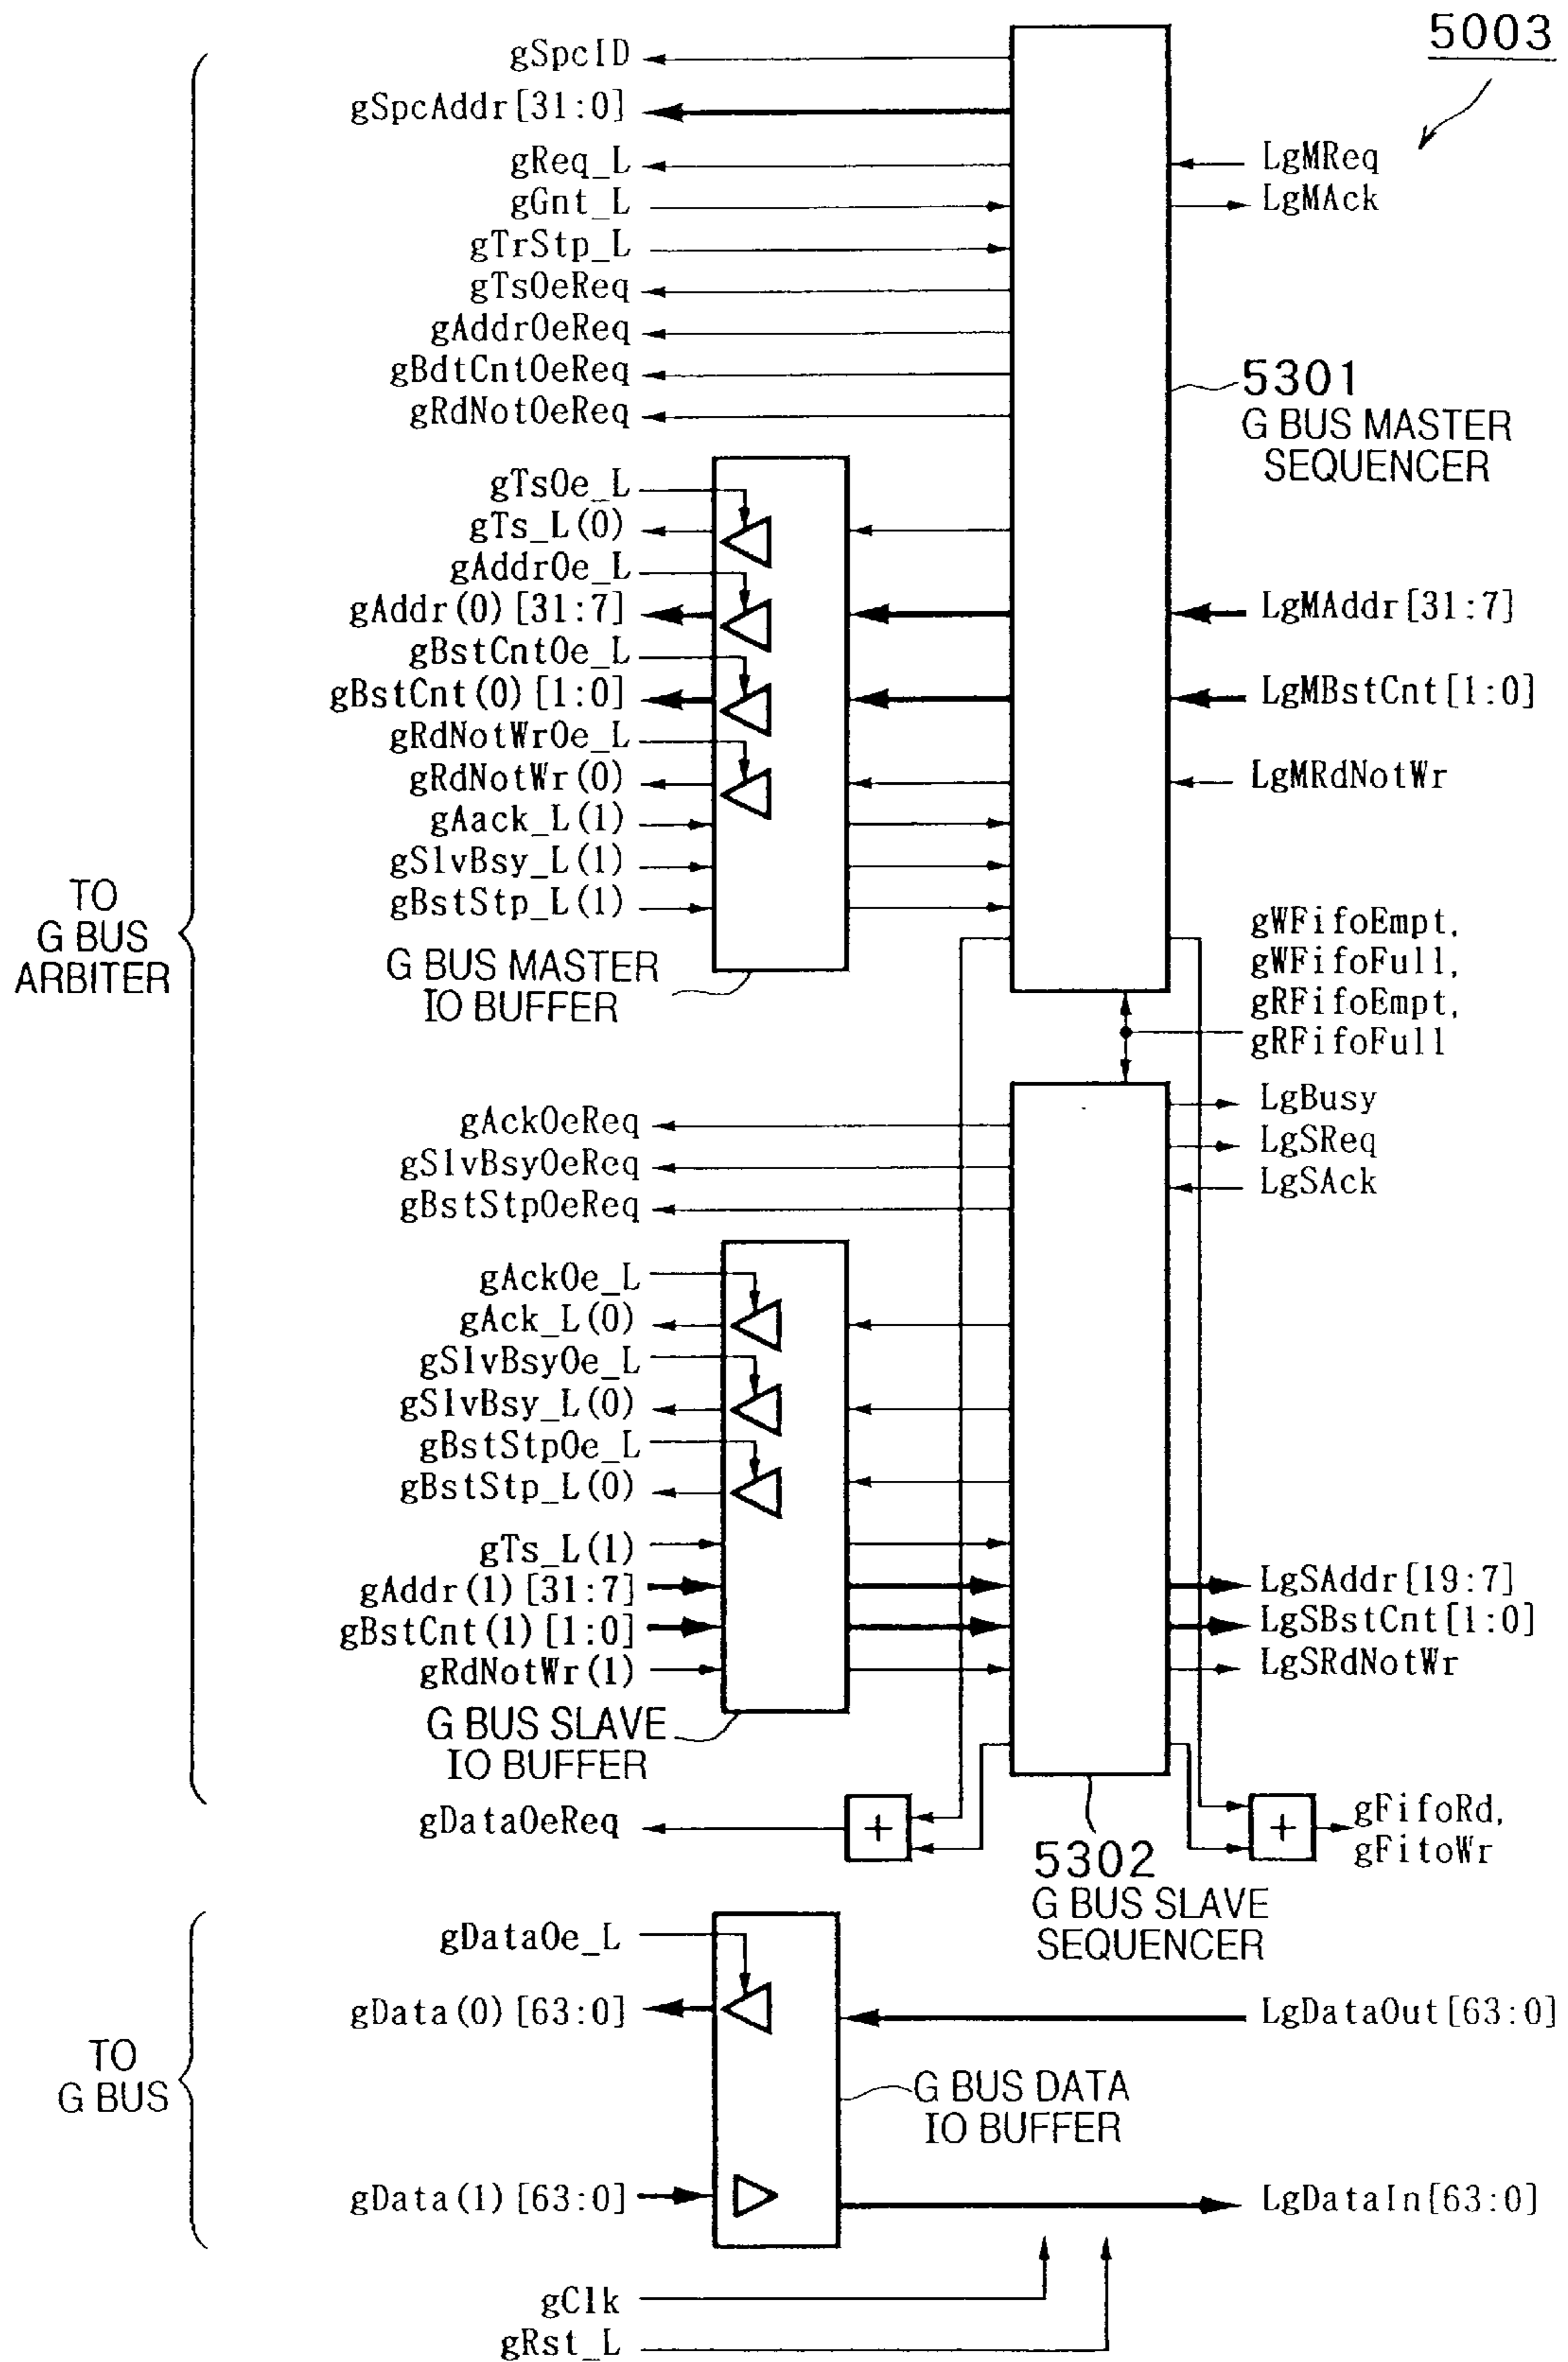 5003
gSpcID
gSpcAddr[31:0]
gReq_L
LgMReq
gGnt_L
LgMAck
gTrStp_L
gTsOeReq
gAddrOeReq
gBdtCntOeReq
gRdNotOeReq
5301
G BUS MASTER
SEQUENCER
gTsOe_L
gTs_L(0)
gAddrOe_L
gAddr(0)[31:7]
LgMAddr[31:7]
gBstCntOe_L
gBstCnt(0)[1:0]
LgMBstCnt[1:0]
gRdNotWrOe_L
gRdNotWr(0)
LgMRdNotWr
gAack_L(1)
gSlvBsy_L(1)
gBstStp_L(1)
TO
G BUS
ARBITER
G BUS MASTER
IO BUFFER
gWFifoEmpt,
gWFifoFull,
gRFifoEmpt,
gRFifoFull
LgBusy
gAckOeReq
LgSReq
gSlvBsyOeReq
LgSAck
gBstStpOeReq
gAckOe_L
gAck_L(0)
gSlvBsyOe_L
gSlvBsy_L(0)
gBstStpOe_L
gBstStp_L(0)
gTs_L(1)
gAddr(1)[31:7]
LgSAddr[19:7]
gBstCnt(1)[1:0]
LgSBstCnt[1:0]
gRdNotWr(1)
LgSRdNotWr
G BUS SLAVE
IO BUFFER
gDataOeReq
+
+
gFifoRd,
gFitoWr
5302
G BUS SLAVE
SEQUENCER
gDataOe_L
gData(0)[63:0]
LgDataOut[63:0]
TO
G BUS
G BUS DATA
IO BUFFER
gData(1)[63:0]
LgDataIn[63:0]
gClk
gRst_L